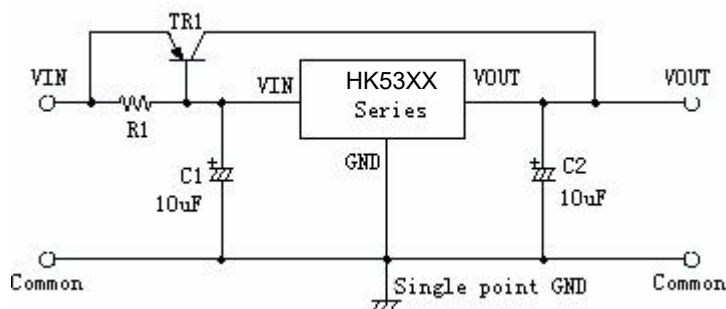 TR1
VIN
VIN
HK53XX
VOUT
VOUT
Series
R1
GND
C1
C2
10uF
10uF
Common
Single point GND
Common